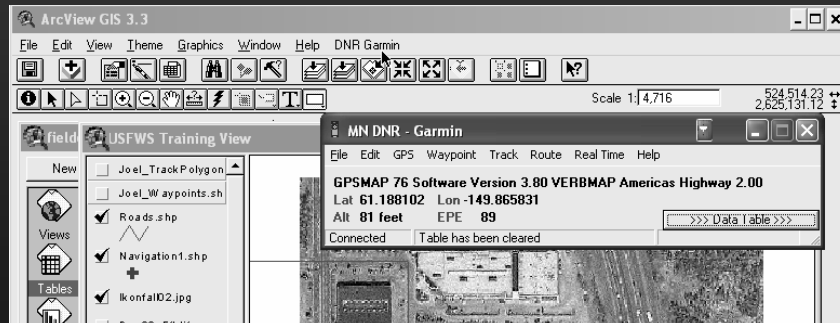 ArcView GIS 3.3
File Edit View Theme Graphics Window Help DNR Garmin
Scale 1: 4,716
524,514.23
2,625,131.12
USFWS Training View
New
Joel_TrackPolygon
Joel_Waypoints.sh
Roads.shp
Views
Navigation1.shp
Tables
Ikonfall02.jpg
MN DNR - Garmin
File Edit GPS Waypoint Track Route Real Time Help
GPSMAP 76 Software Version 3.80 VERBMAP Americas Highway 2.00
Lat 61.188102 Lon -149.865831
Alt 81 feet EPE 89
>>> Data Table >>>
Connected Table has been cleared